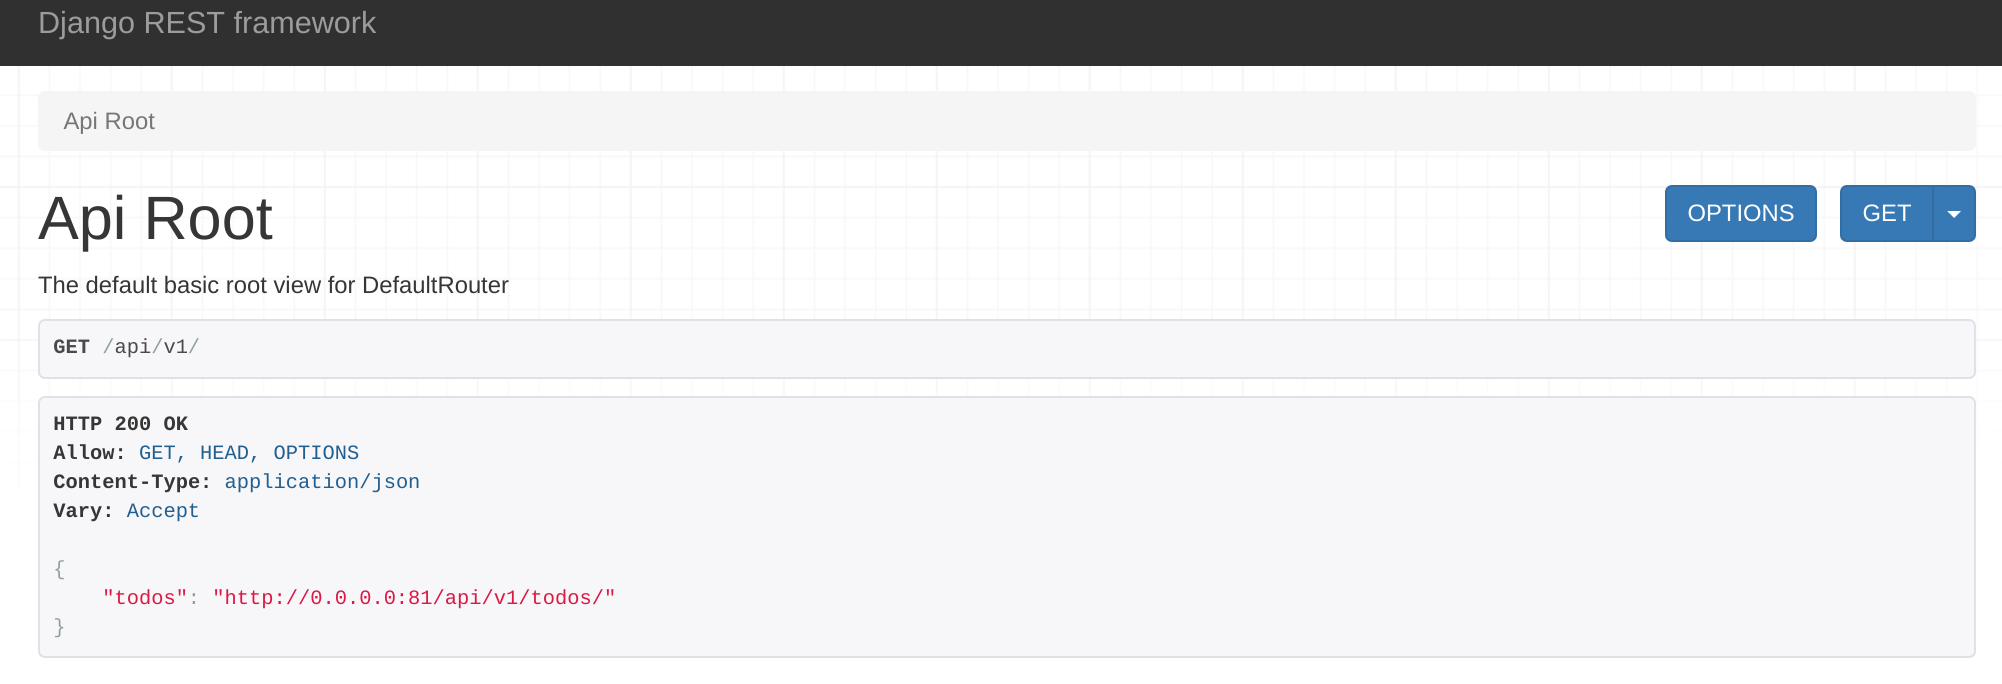 Django REST framework
Api Root
Api Root
OPTIONS
GET
The default basic root view for DefaultRouter
GET /api/v1/
HTTP 200 OK
Allow: GET, HEAD, OPTIONS
Content-Type: application/json
Vary: Accept
{
    "todos": "http://0.0.0.0:81/api/v1/todos/"
}